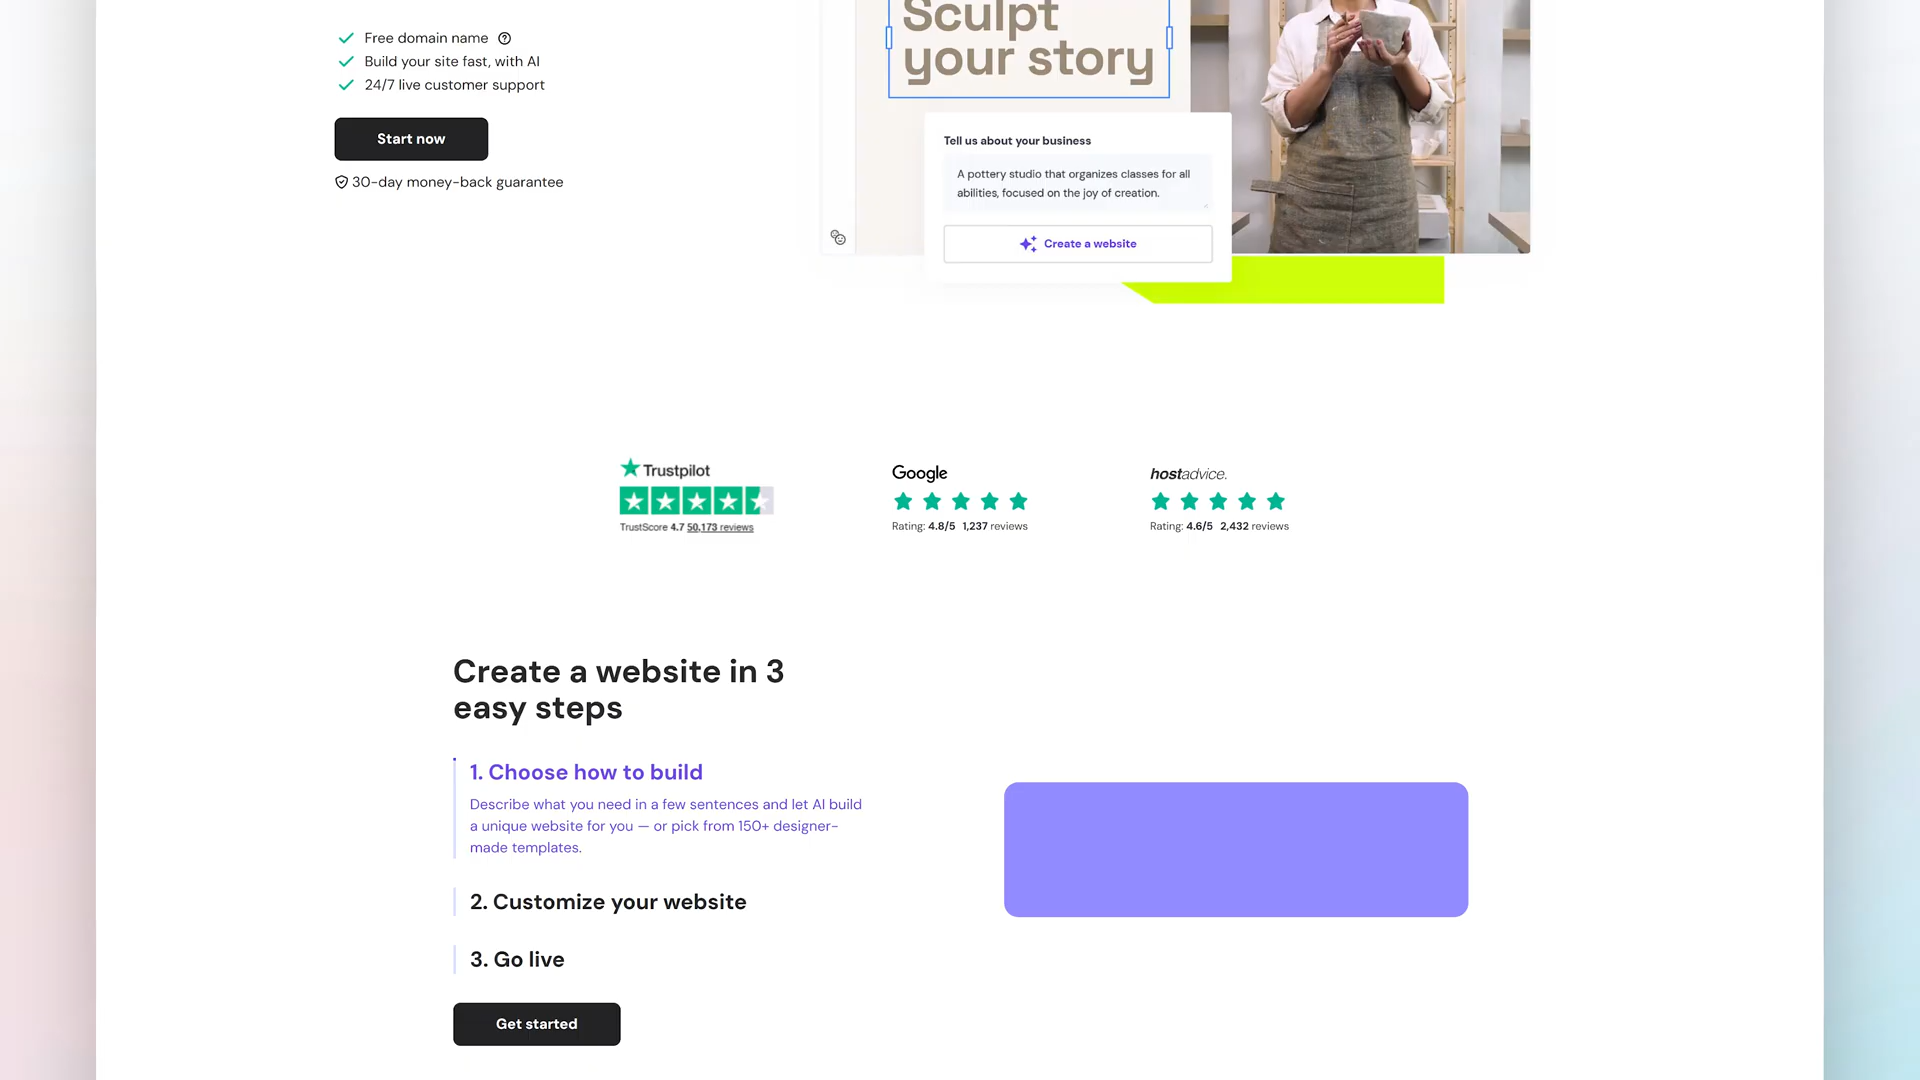 Free domain name
Build your site fast, with AI
24/7 live customer support
Start now
30-day money-back guarantee
Sculpt
your story
Tell us about your business
A pottery studio that organizes classes for all
abilities, focused on the joy of creation.
Create a website
Trustpilot
TrustScore 4.7 50,173 reviews
Google
Rating: 4.8/5 1,237 reviews
hostadvice.
Rating: 4.6/5 2,432 reviews
Create a website in 3
easy steps
1. Choose how to build
Describe what you need in a few sentences and let AI build
a unique website for you — or pick from 150+ designer-
made templates.
2. Customize your website
3. Go live
Get started